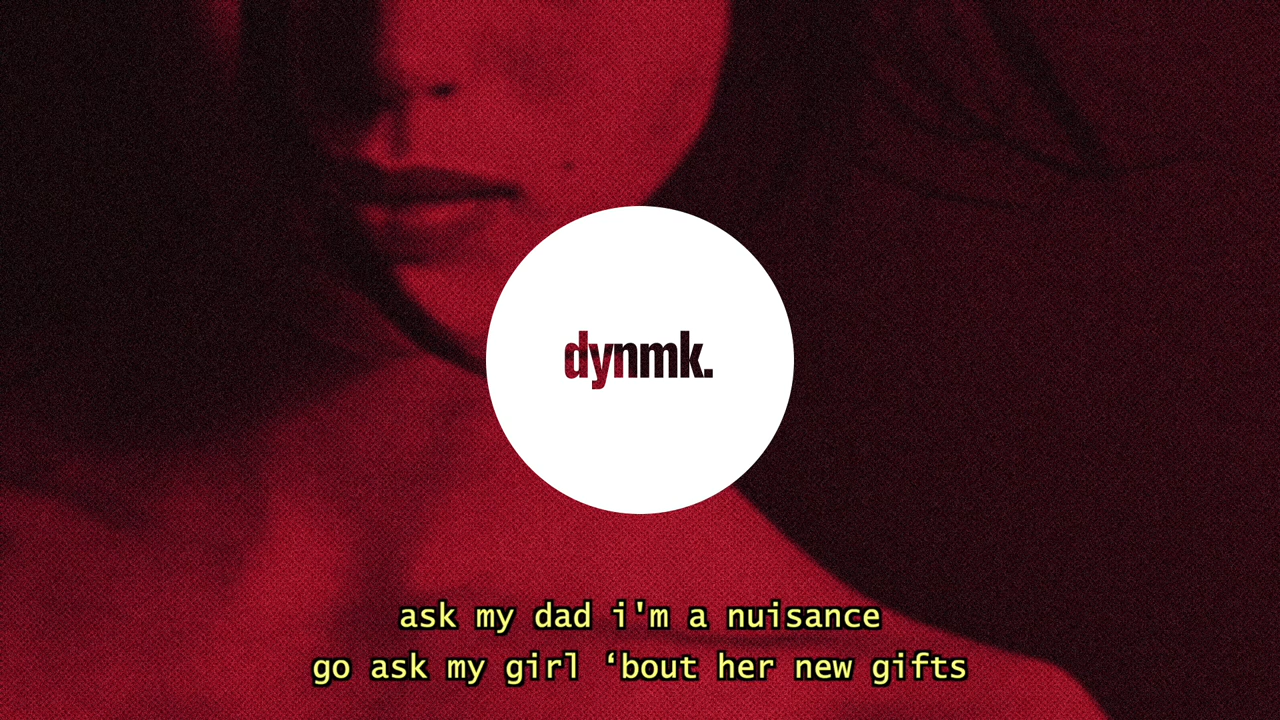 dynmk.
ask my dad i'm a nuisance
go ask my girl ‘bout her new gifts